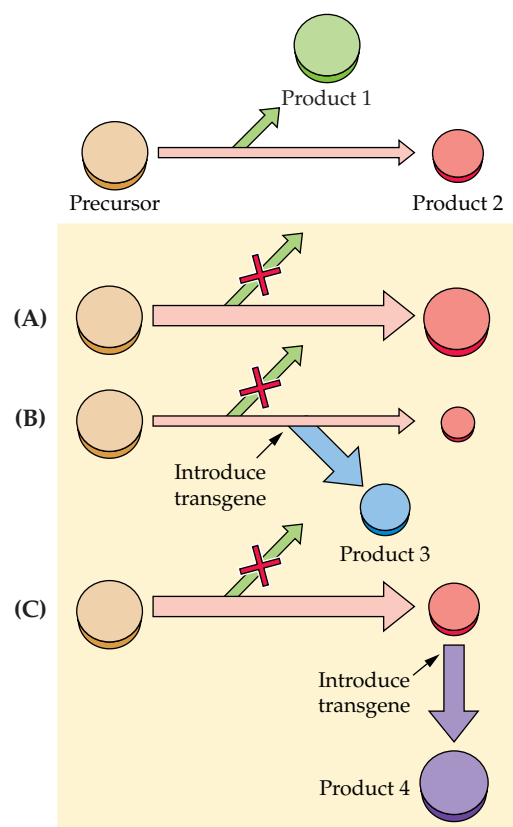 Product 1
Precursor
Product 2
(A)
(B)
Introduce
transgene
Product 3
(C)
Introduce
transgene
Product 4